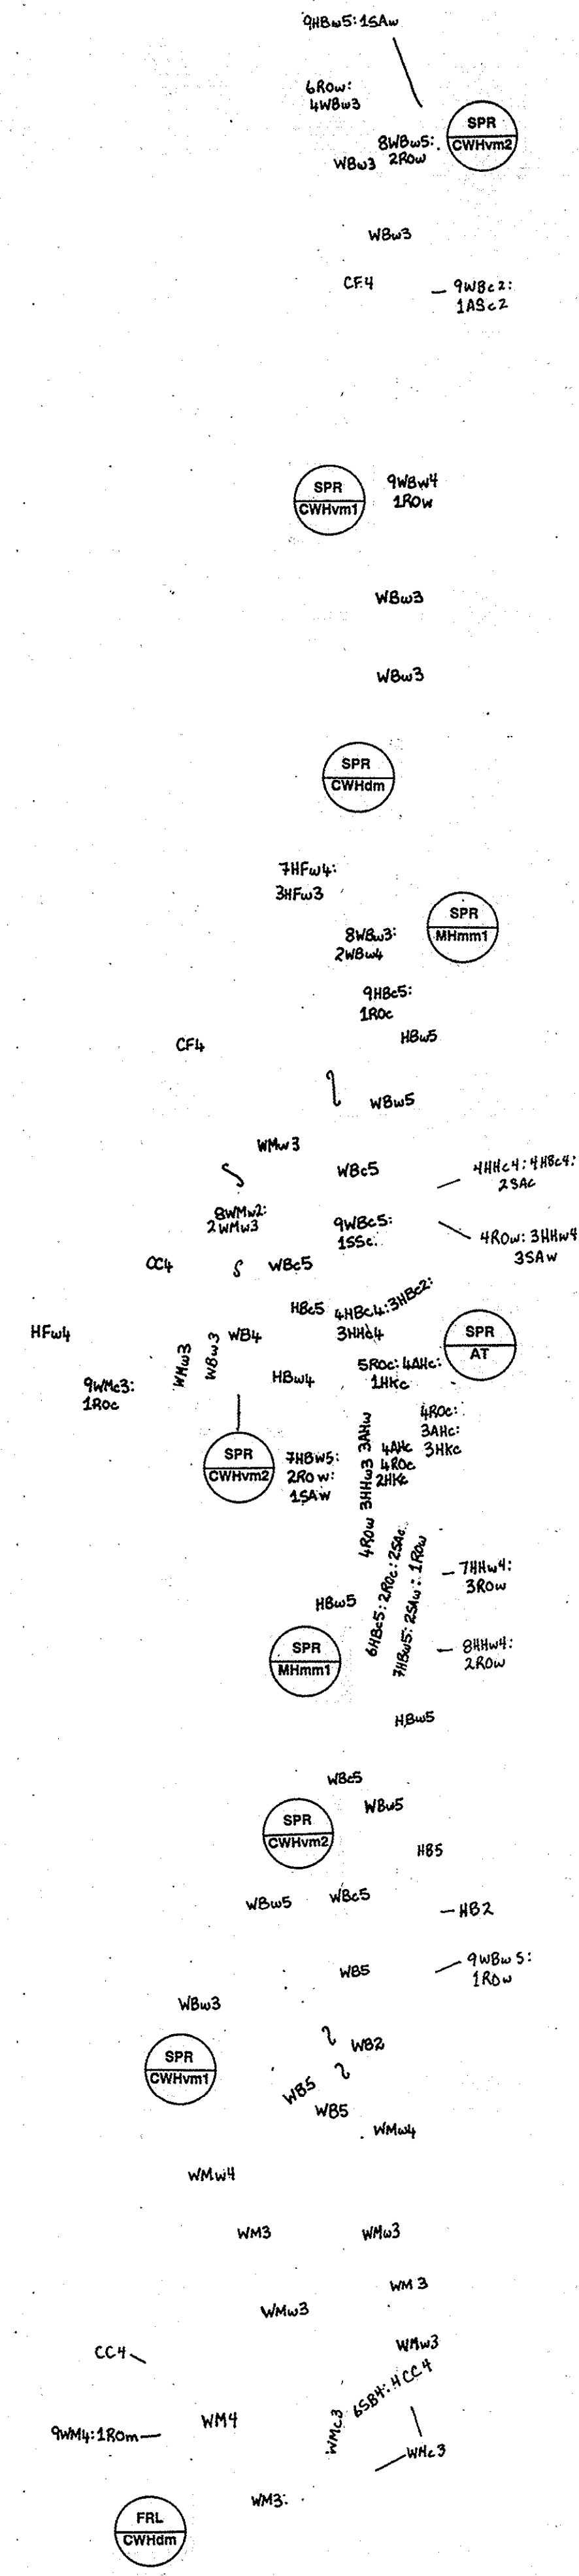 9HBw5:1SAw
6ROw:
4WBw3
SPR
CWHvm2
8WBw5:
2ROw
WBw3
WBw3
CF4
9WBc2:
1ASc2
SPR
CWHvm1
9WBw4
1ROw
WBw3
WBw3
SPR
CWHdm
7HFw4:
3HFw3
SPR
MHmm1
8WBw3:
2WBw4
9HBc5:
1ROc
HBw5
CF4
WBw5
WMw3
WBc5
4HHc4:4HBc4:
2SAc
8WMw2:
2WMw3
9WBc5:
1SSc
4ROw:3HHw4
3SAw
CC4
WBc5
HBc5
4HBc4:3HBc2:
3HHc4
HFw4
WMw3
WBw3
WB4
SPR
AT
9WMc3:
1ROc
HBw4
5ROc:4AHc:
1HKc
4ROc:
3AHc:
3HKc
SPR
CWHvm2
7HBw5:
2ROw:
1SAw
4ROw 3HHw3 3AHw
4AHc
4ROc
2HKc
6HBc5:2ROc:2SAc
7HBw5:2SAw:1ROw
7HHw4:
3ROw
HBw5
SPR
MHmm1
8HHw4:
2ROw
HBw5
WBc5
WBw5
SPR
CWHvm2
HB5
WBw5
WBc5
HB2
WB5
9WBw5:
1ROw
WBw3
SPR
CWHvm1
WB2
WB5
WB5
WMw4
WMw4
WM3
WMw3
WM3
WMw3
WMw3
CC4
6SB4:4CC4
WM4
WMc3
9WM4:1ROm
WMc3
WM3:
FRL
CWHdm